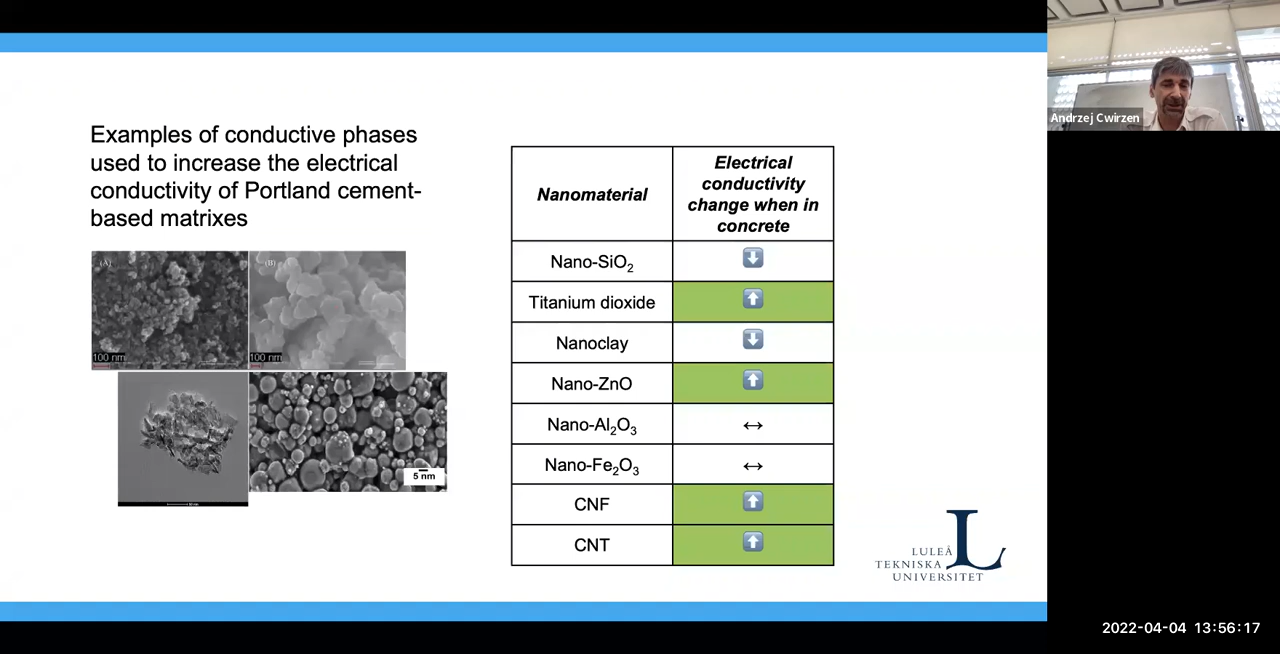 Examples of conductive phases
used to increase the electrical
conductivity of Portland cement-
based matrixes
(A)
(B)
100 nm
100 nm
5 nm
Nanomaterial
Electrical
conductivity
change when in
concrete
Nano-SiO₂
⬇
Titanium dioxide
⬆
Nanoclay
⬇
Nano-ZnO
⬆
Nano-Al₂O₃
↔
Nano-Fe₂O₃
↔
CNF
⬆
CNT
⬆
LULEÅ
TEKNISKA
UNIVERSITET
L
Andrzej Cwirzen
2022-04-04 13:56:17